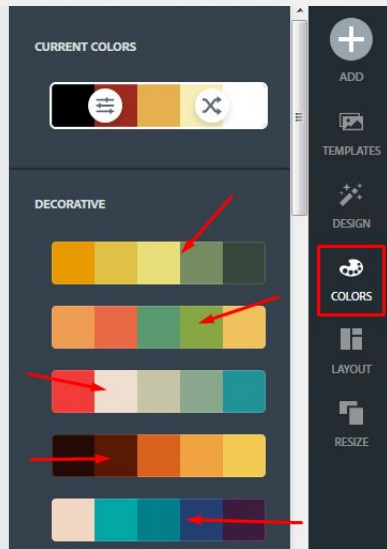 CURRENT COLORS
DECORATIVE
ADD
TEMPLATES
DESIGN
COLORS
LAYOUT
RESIZE